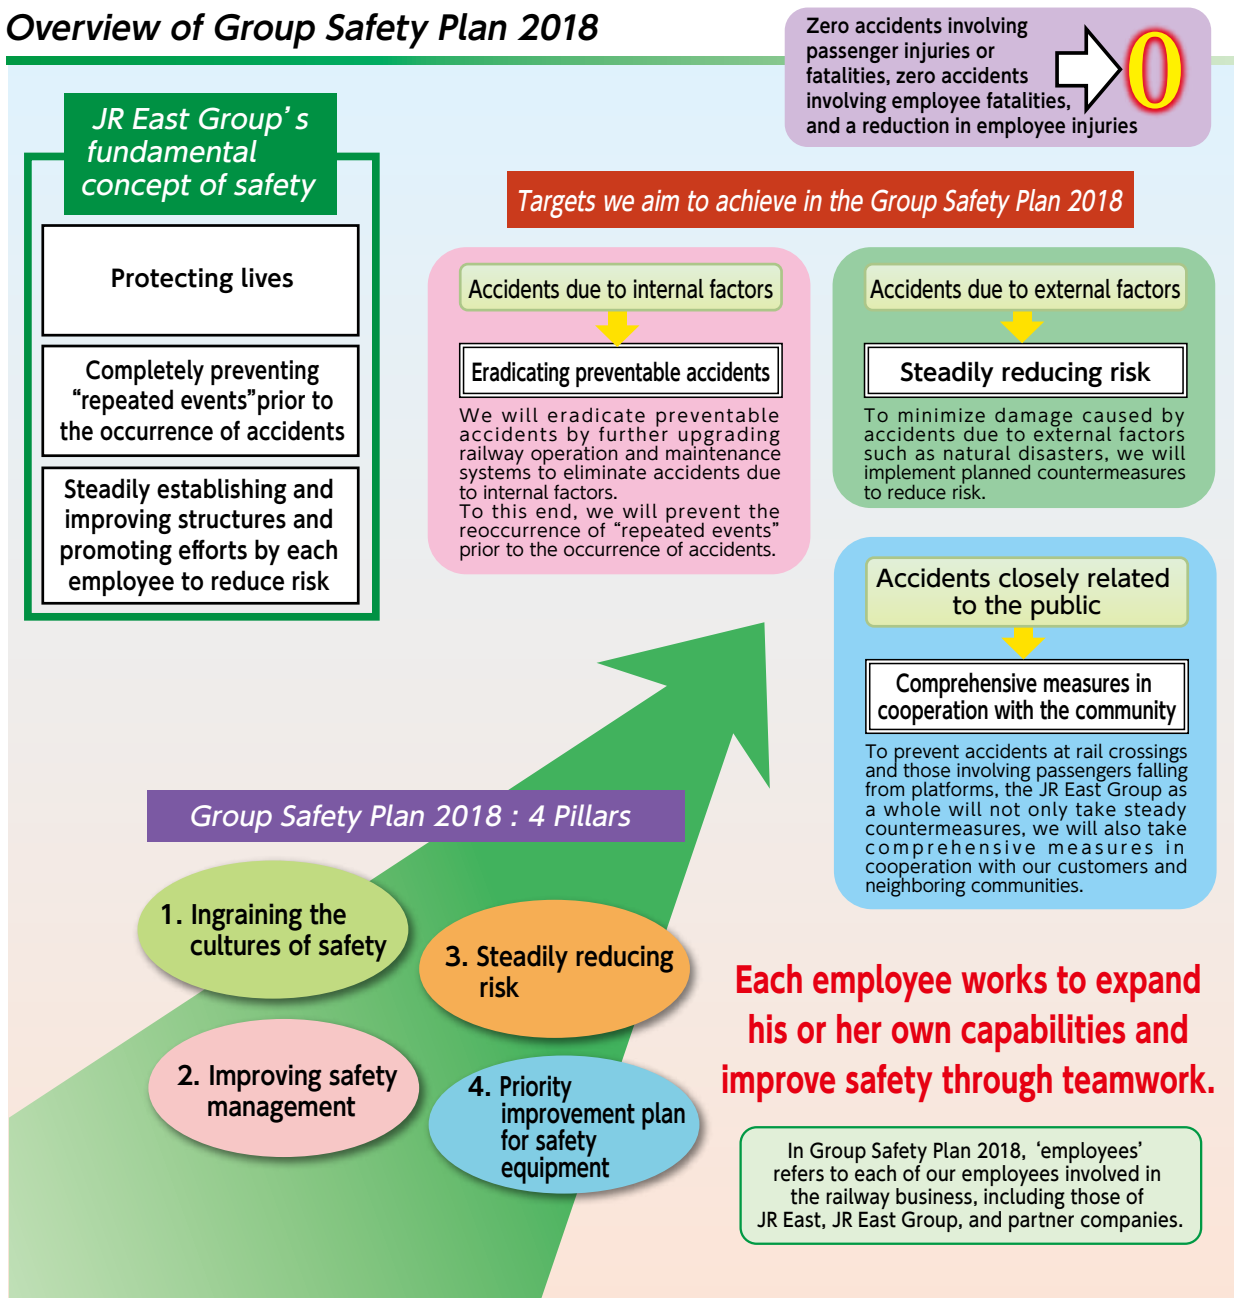 Overview of Group Safety Plan 2018
Zero accidents involving
passenger injuries or
fatalities, zero accidents
involving employee fatalities,
and a reduction in employee injuries
0
JR East Group's
fundamental
concept of safety
Protecting lives
Completely preventing
“repeated events”prior to
the occurrence of accidents
Steadily establishing and
improving structures and
promoting efforts by each
employee to reduce risk
Targets we aim to achieve in the Group Safety Plan 2018
Accidents due to internal factors
Eradicating preventable accidents
We will eradicate preventable
accidents by further upgrading
railway operation and maintenance
systems to eliminate accidents due
to internal factors.
To this end, we will prevent the
reoccurrence of “repeated events”
prior to the occurrence of accidents.
Accidents due to external factors
Steadily reducing risk
To minimize damage caused by
accidents due to external factors
such as natural disasters, we will
implement planned countermeasures
to reduce risk.
Accidents closely related
to the public
Comprehensive measures in
cooperation with the community
To prevent accidents at rail crossings
and those involving passengers falling
from platforms, the JR East Group as
a whole will not only take steady
countermeasures, we will also take
comprehensive measures in
cooperation with our customers and
neighboring communities.
Group Safety Plan 2018 : 4 Pillars
1. Ingraining the
cultures of safety
2. Improving safety
management
3. Steadily reducing
risk
4. Priority
improvement plan
for safety
equipment
Each employee works to expand
his or her own capabilities and
improve safety through teamwork.
In Group Safety Plan 2018, ‘employees’
refers to each of our employees involved in
the railway business, including those of
JR East, JR East Group, and partner companies.